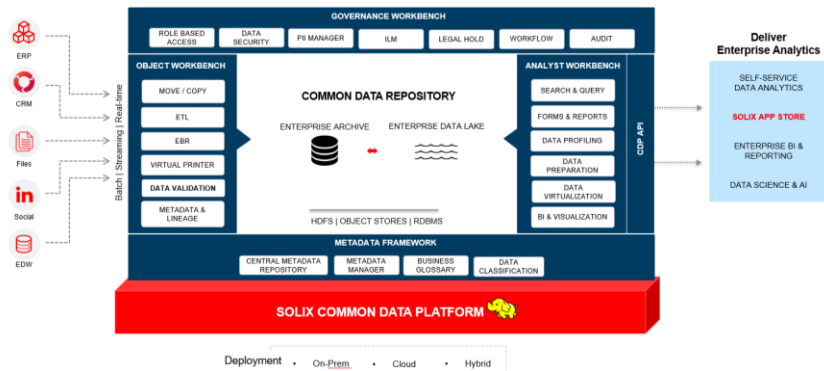 GOVERNANCE WORKBENCH
ROLE BASED
ACCESS
DATA
SECURITY
PII MANAGER
ILM
LEGAL HOLD
WORKFLOW
AUDIT
ERP
CRM
Files
in
Social
EDW
Batch | Streaming | Real-time
OBJECT WORKBENCH
MOVE / COPY
ETL
EBR
VIRTUAL PRINTER
DATA VALIDATION
METADATA &
LINEAGE
COMMON DATA REPOSITORY
ENTERPRISE ARCHIVE
ENTERPRSE DATA LAKE
HDFS | OBJECT STORES | RDBMS
ANALYST WORKBENCH
SEARCH & QUERY
FORMS & REPORTS
DATA PROFILING
DATA
PREPARATION
DATA
VIRTUALIZATION
BI & VISUALIZATION
CDP API
Deliver
Enterprise Analytics
SELF-SERVICE
DATA ANALYTICS
SOLIX APP STORE
ENTERPRISE BI &
REPORTING
DATA SCIENCE & AI
METADATA FRAMEWORK
CENTRAL METADATA
REPOSITORY
METADATA
MANAGER
BUSINESS
GLOSSARY
DATA
CLASSIFICATION
SOLIX COMMON DATA PLATFORM
Deployment • On-Prem • Cloud • Hybrid